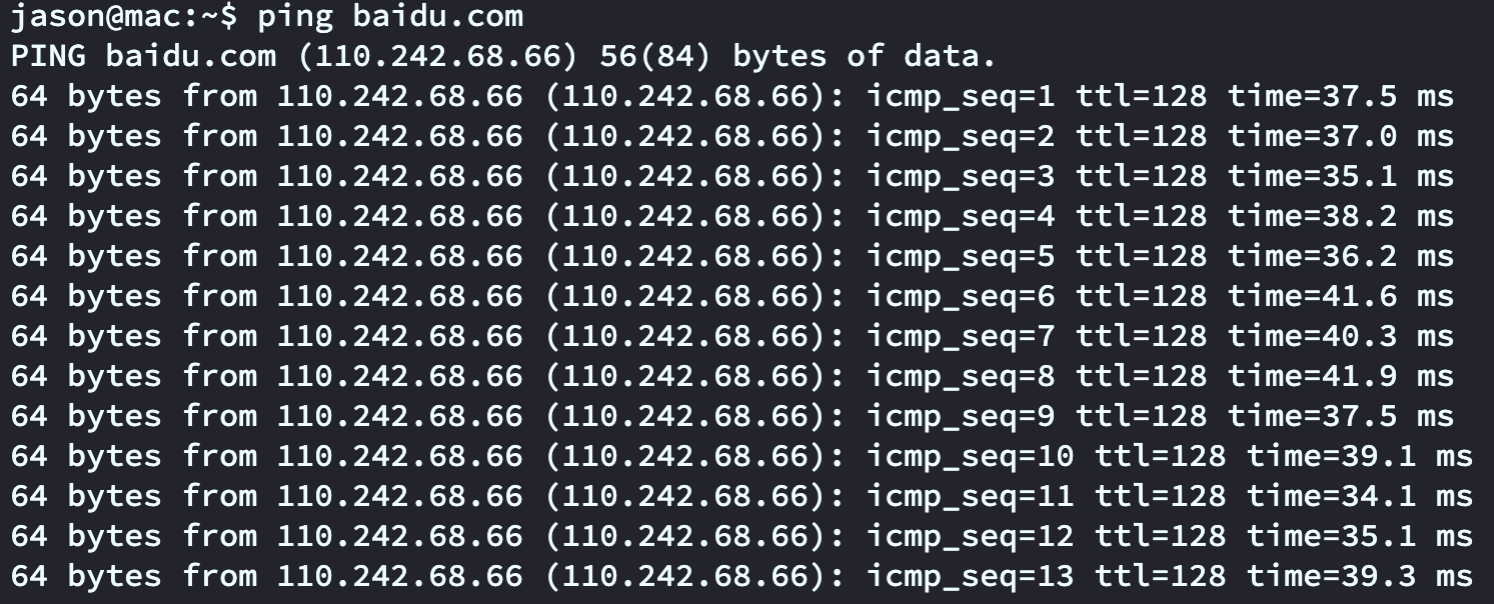 jason@mac:~$ ping baidu.com
PING baidu.com (110.242.68.66) 56(84) bytes of data.
64 bytes from 110.242.68.66 (110.242.68.66): icmp_seq=1 ttl=128 time=37.5 ms
64 bytes from 110.242.68.66 (110.242.68.66): icmp_seq=2 ttl=128 time=37.0 ms
64 bytes from 110.242.68.66 (110.242.68.66): icmp_seq=3 ttl=128 time=35.1 ms
64 bytes from 110.242.68.66 (110.242.68.66): icmp_seq=4 ttl=128 time=38.2 ms
64 bytes from 110.242.68.66 (110.242.68.66): icmp_seq=5 ttl=128 time=36.2 ms
64 bytes from 110.242.68.66 (110.242.68.66): icmp_seq=6 ttl=128 time=41.6 ms
64 bytes from 110.242.68.66 (110.242.68.66): icmp_seq=7 ttl=128 time=40.3 ms
64 bytes from 110.242.68.66 (110.242.68.66): icmp_seq=8 ttl=128 time=41.9 ms
64 bytes from 110.242.68.66 (110.242.68.66): icmp_seq=9 ttl=128 time=37.5 ms
64 bytes from 110.242.68.66 (110.242.68.66): icmp_seq=10 ttl=128 time=39.1 ms
64 bytes from 110.242.68.66 (110.242.68.66): icmp_seq=11 ttl=128 time=34.1 ms
64 bytes from 110.242.68.66 (110.242.68.66): icmp_seq=12 ttl=128 time=35.1 ms
64 bytes from 110.242.68.66 (110.242.68.66): icmp_seq=13 ttl=128 time=39.3 ms